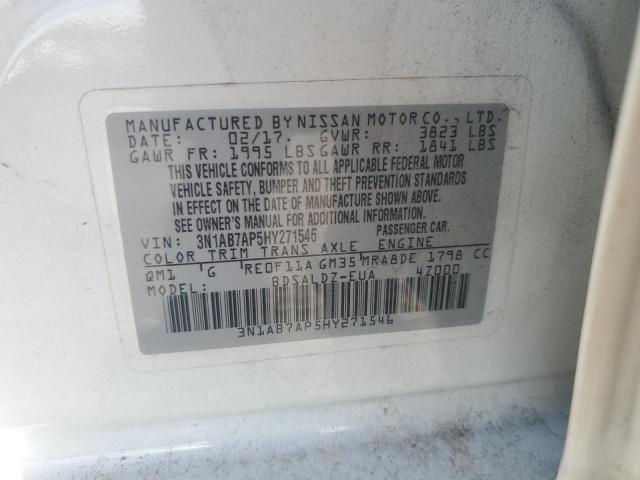 MANUFACTURED BY NISSAN MOTOR CO., LTD.
DATE: 02/17. GVWR: 3823 LBS
GAWR FR: 1995 LBS GAWR RR: 1841 LBS
THIS VEHICLE CONFORMS TO ALL APPLICABLE FEDERAL MOTOR
VEHICLE SAFETY, BUMPER AND THEFT PREVENTION STANDARDS
IN EFFECT ON THE DATE OF MANUFACTURE SHOWN ABOVE.
SEE OWNER'S MANUAL FOR MORE INFORMATION.
VIN: 3N1AB7AP5HY271546 PASSENGER CAR.
COLOR TRIM TRANS AXLE ENGINE
QM1 G RE0F11A GM35 MRA8DE 1798 CC
MODEL: BDSALDZ-EUA 4Z000
3N1AB7AP5HY271546